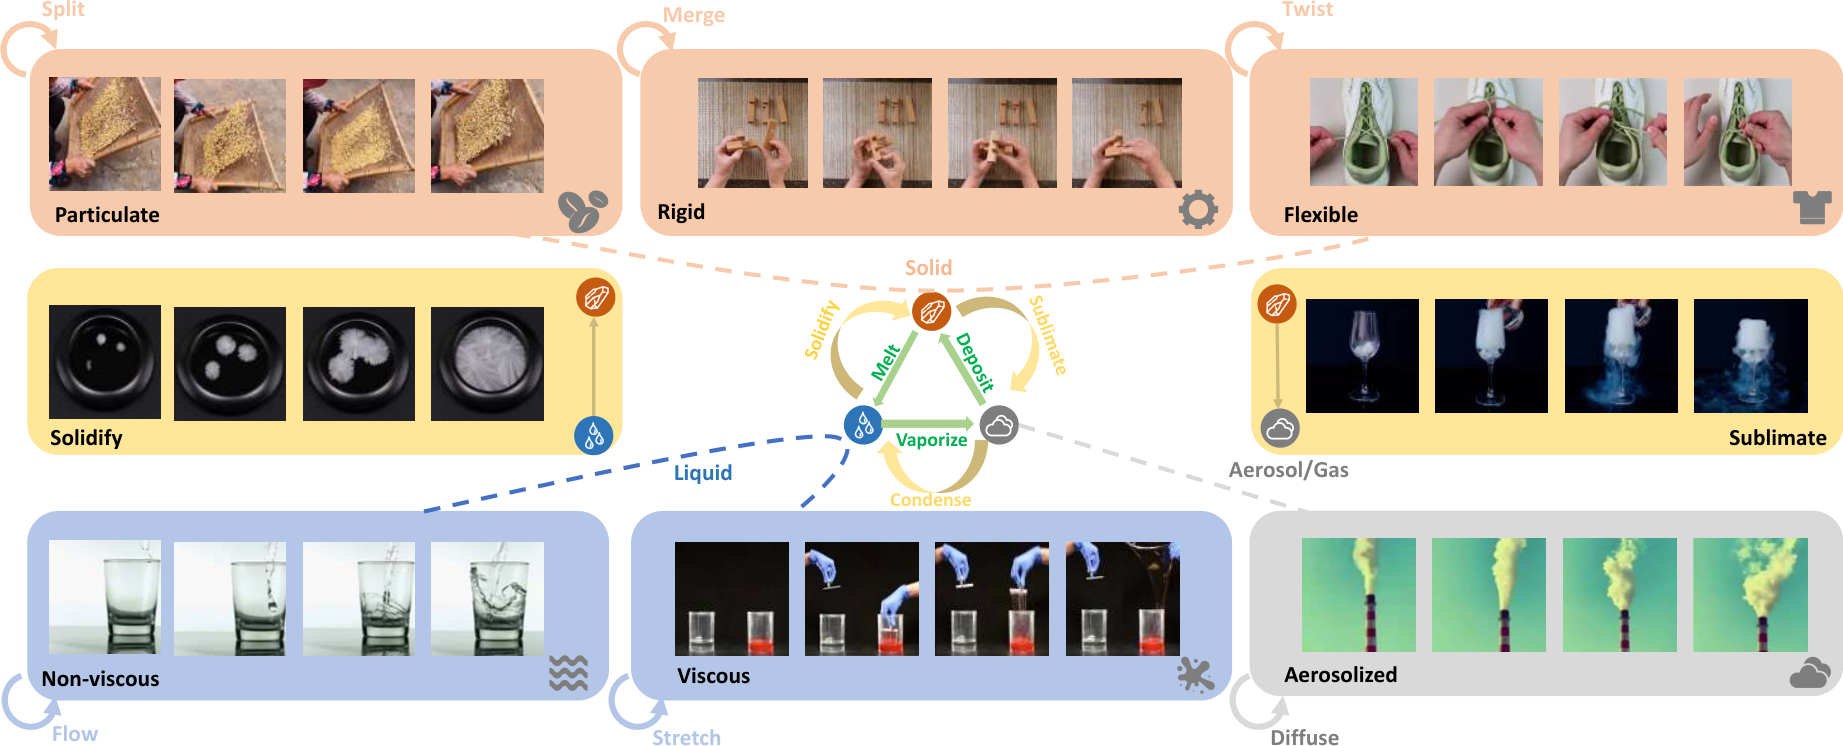 Split
Merge
Twist
Particulate
Rigid
Flexible
Solid
Solidify
Sublimate
Melt
Deposit
Vaporize
Condense
Solidify
Sublimate
Liquid
Aerosol/Gas
Non-viscous
Viscous
Aerosolized
Flow
Stretch
Diffuse